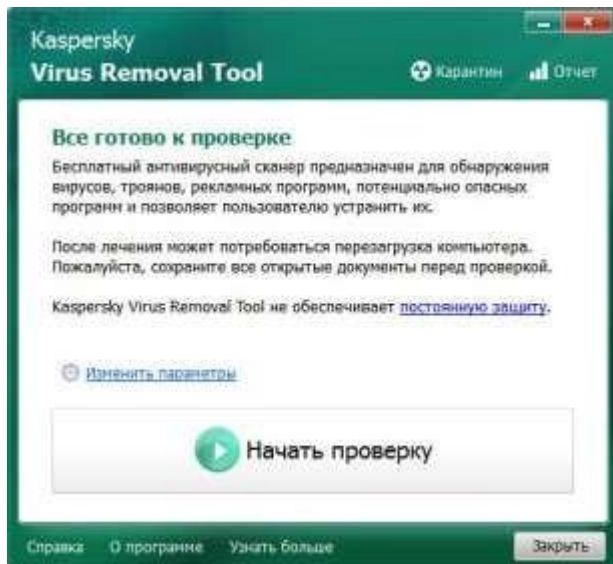 Kaspersky
Virus Removal Tool
Карантин
Отчет
Все готово к проверке
Бесплатный антивирусный сканер предназначен для обнаружения
вирусов, троянов, рекламных программ, потенциально опасных
программ и позволяет пользователю устранить их.
После лечения может потребоваться перезагрузка компьютера.
Пожалуйста, сохраните все открытые документы перед проверкой.
Kaspersky Virus Removal Tool не обеспечивает постоянную защиту.
Изменить параметры
Начать проверку
Справка
О программе
Узнать больше
Закрыть